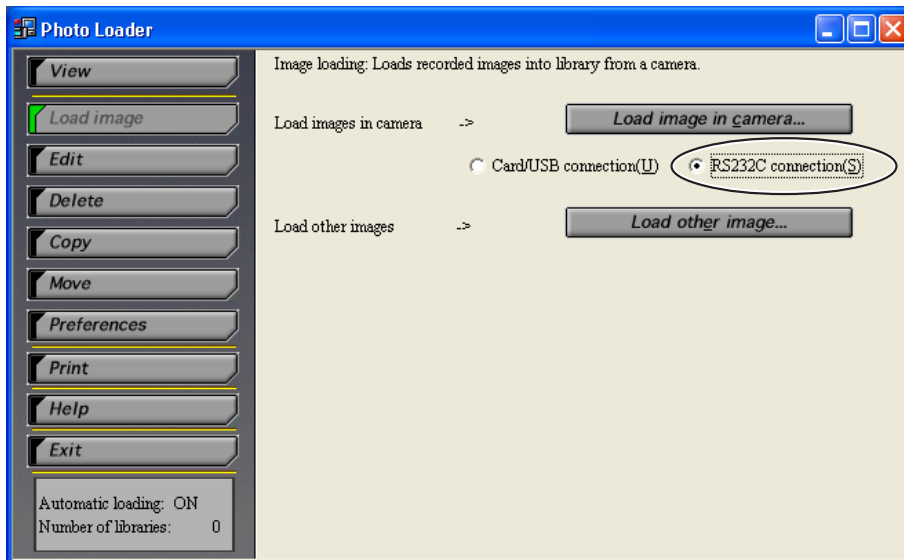 Photo Loader
View
Load image
Edit
Delete
Copy
Move
Preferences
Print
Help
Exit
Automatic loading: ON
Number of libraries: 0
Image loading: Loads recorded images into library from a camera.
Load images in camera -> Load image in camera...
Card/USB connection(U) RS232C connection(S)
Load other images -> Load other image...